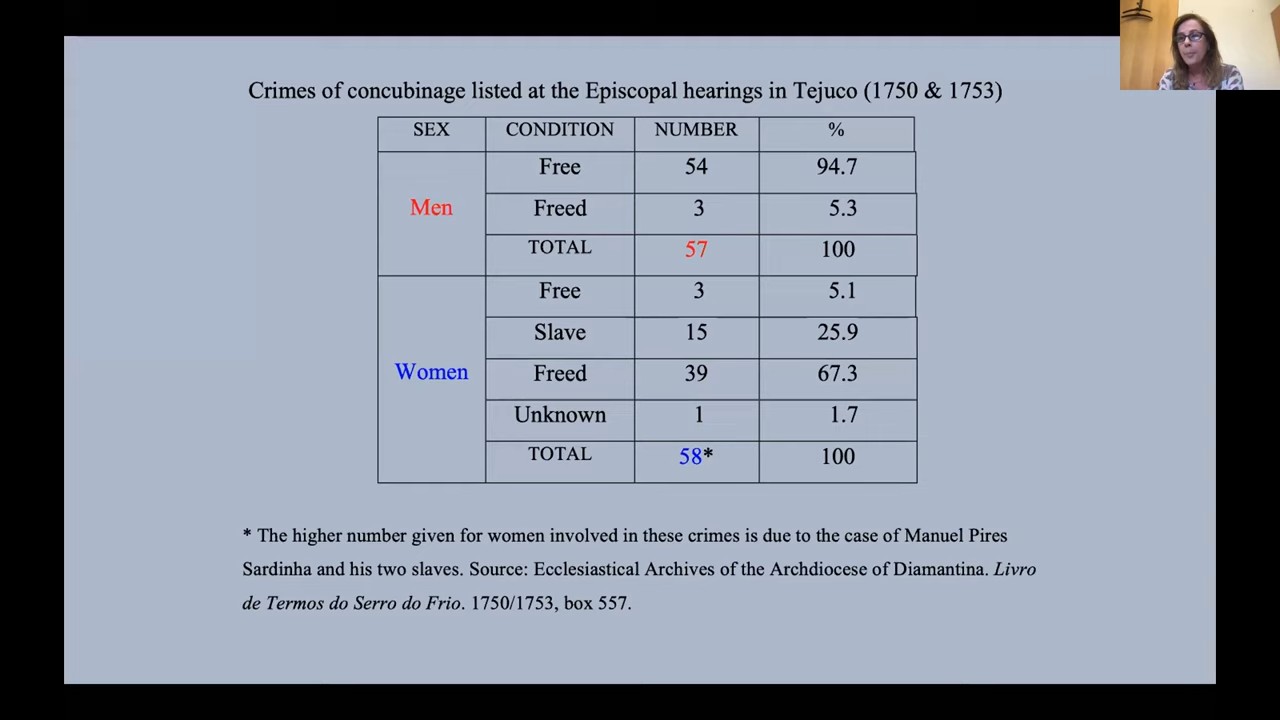 Crimes of concubinage listed at the Episcopal hearings in Tejuco (1750 & 1753)
SEX CONDITION NUMBER %
Men
Free 54 94.7
Freed 3 5.3
TOTAL 57 100
Women
Free 3 5.1
Slave 15 25.9
Freed 39 67.3
Unknown 1 1.7
TOTAL 58* 100
* The higher number given for women involved in these crimes is due to the case of Manuel Pires
Sardinha and his two slaves. Source: Ecclesiastical Archives of the Archdiocese of Diamantina. Livro
de Termos do Serro do Frio. 1750/1753, box 557.